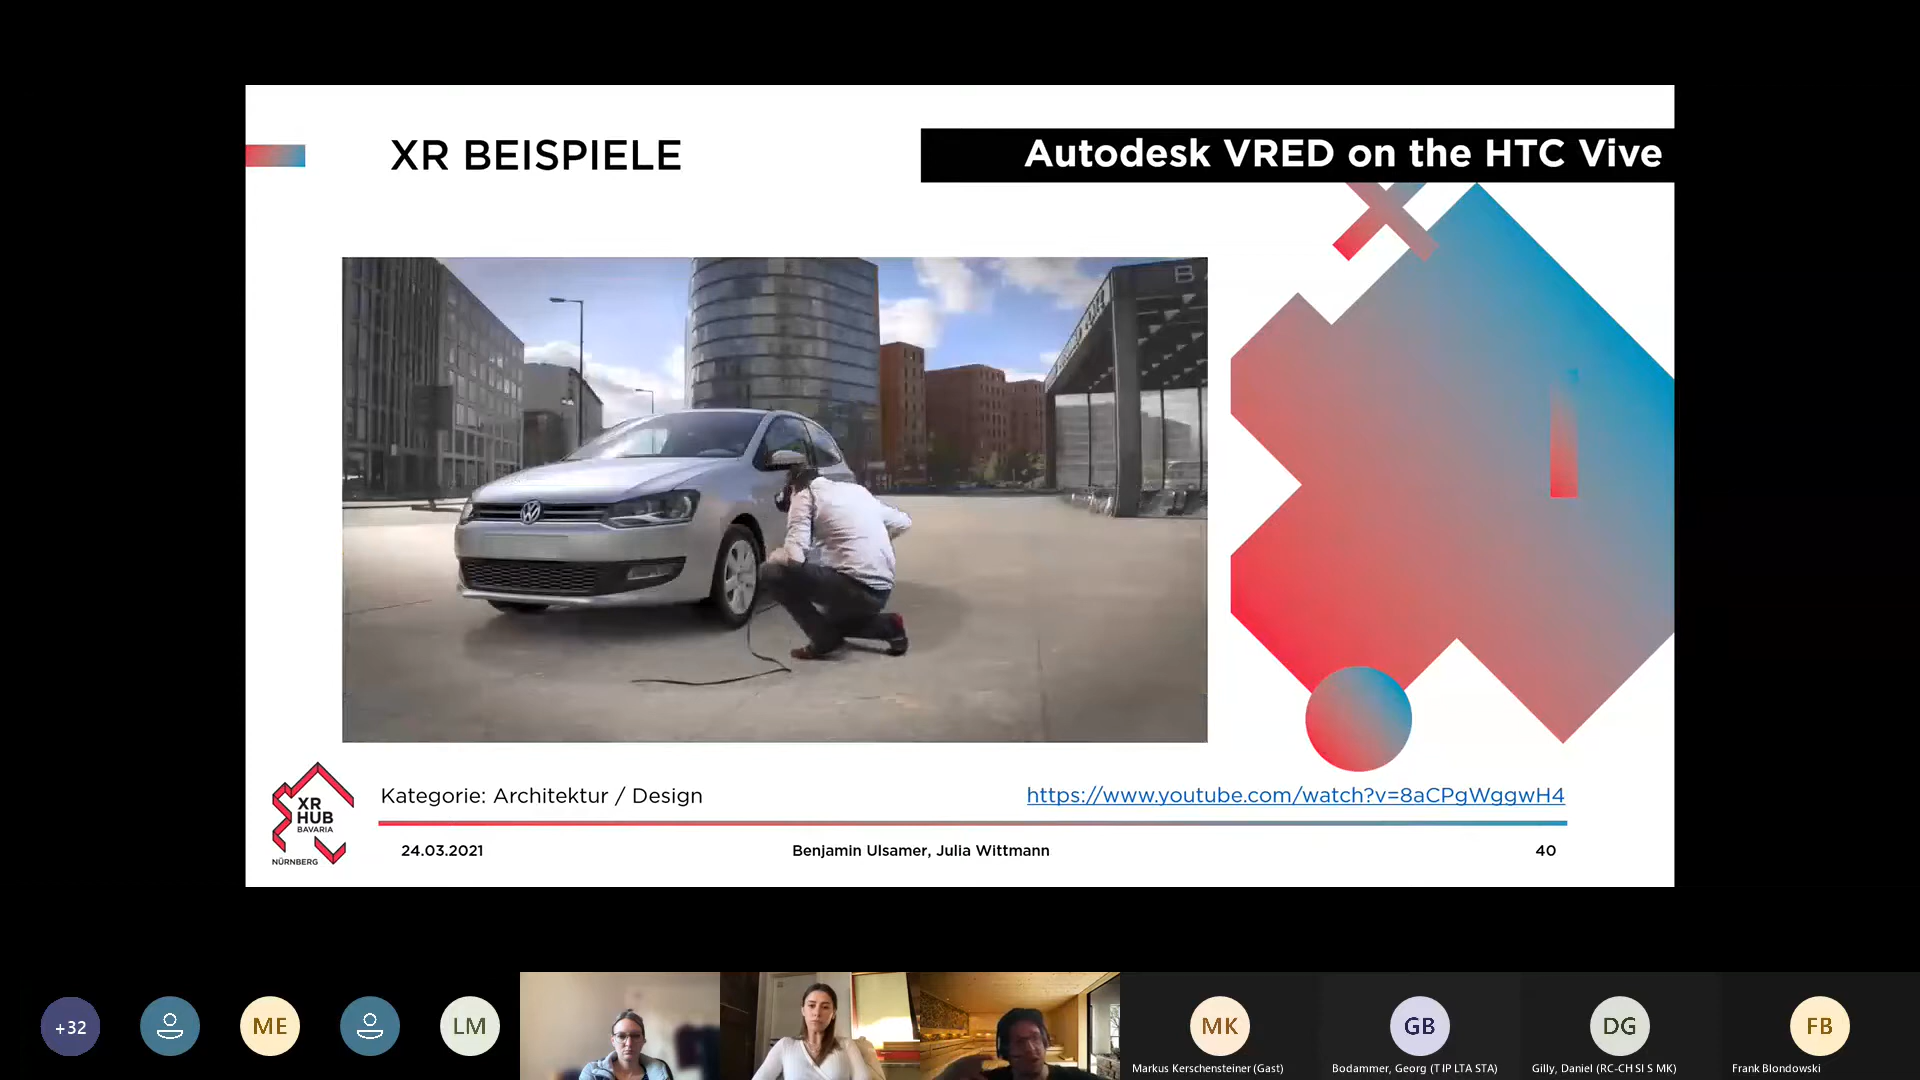 XR BEISPIELE
Autodesk VRED on the HTC Vive
Kategorie: Architektur / Design
https://www.youtube.com/watch?v=8aCPgWggwH4
XR
HUB
BAVARIA
NÜRNBERG
24.03.2021
Benjamin Ulsamer, Julia Wittmann
40
+32
ME
LM
MK
GB
DG
FB
Markus Kerschensteiner (Gast)
Bodammer, Georg (T IP LTA STA)
Gilly, Daniel (RC-CH SI S MK)
Frank Blondowski